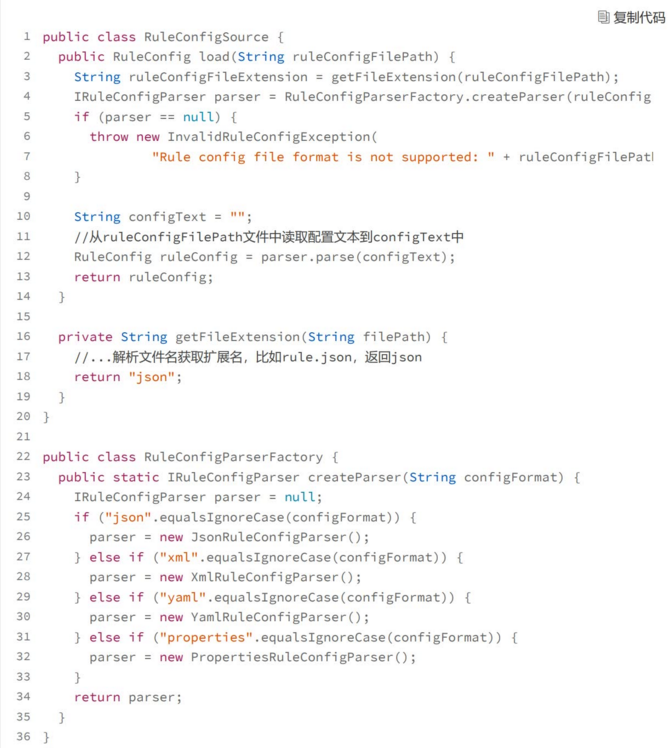 复制代码
1 public class RuleConfigSource {
2   public RuleConfig load(String ruleConfigFilePath) {
3     String ruleConfigFileExtension = getFileExtension(ruleConfigFilePath);
4     IRuleConfigParser parser = RuleConfigParserFactory.createParser(ruleConfig
5     if (parser == null) {
6       throw new InvalidRuleConfigException(
7               "Rule config file format is not supported: " + ruleConfigFilePat
8     }
9
10     String configText = "";
11     //从ruleConfigFilePath文件中读取配置文本到configText中
12     RuleConfig ruleConfig = parser.parse(configText);
13     return ruleConfig;
14   }
15
16   private String getFileExtension(String filePath) {
17     //...解析文件名获取扩展名，比如rule.json，返回json
18     return "json";
19   }
20 }
21
22 public class RuleConfigParserFactory {
23   public static IRuleConfigParser createParser(String configFormat) {
24     IRuleConfigParser parser = null;
25     if ("json".equalsIgnoreCase(configFormat)) {
26       parser = new JsonRuleConfigParser();
27     } else if ("xml".equalsIgnoreCase(configFormat)) {
28       parser = new XmlRuleConfigParser();
29     } else if ("yaml".equalsIgnoreCase(configFormat)) {
30       parser = new YamlRuleConfigParser();
31     } else if ("properties".equalsIgnoreCase(configFormat)) {
32       parser = new PropertiesRuleConfigParser();
33     }
34     return parser;
35   }
36 }